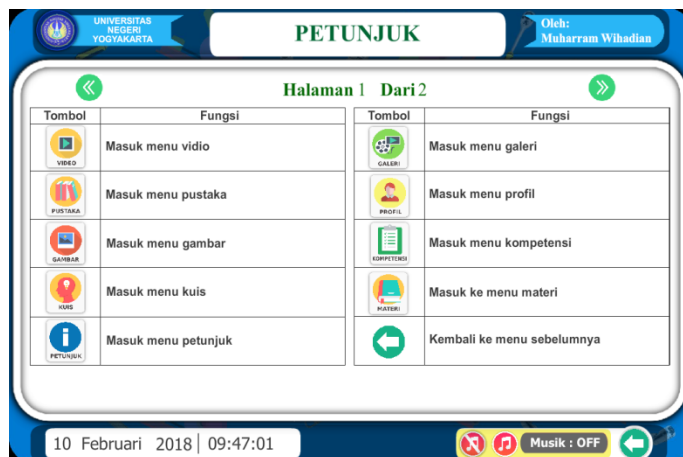 UNIVERSITAS
NEGERI
YOGYAKARTA
PETUNJUK
Oleh:
Muharram Wihadian
Halaman 1 Dari 2
Tombol Fungsi
VIDEO Masuk menu vidio
PUSTAKA Masuk menu pustaka
GAMBAR Masuk menu gambar
KUIS Masuk menu kuis
PETUNJUK Masuk menu petunjuk
Tombol Fungsi
GALERI Masuk menu galeri
PROFIL Masuk menu profil
KOMPETENSI Masuk menu kompetensi
MATERI Masuk ke menu materi
Kembali ke menu sebelumnya
10 Februari 2018 | 09:47:01
Musik : OFF